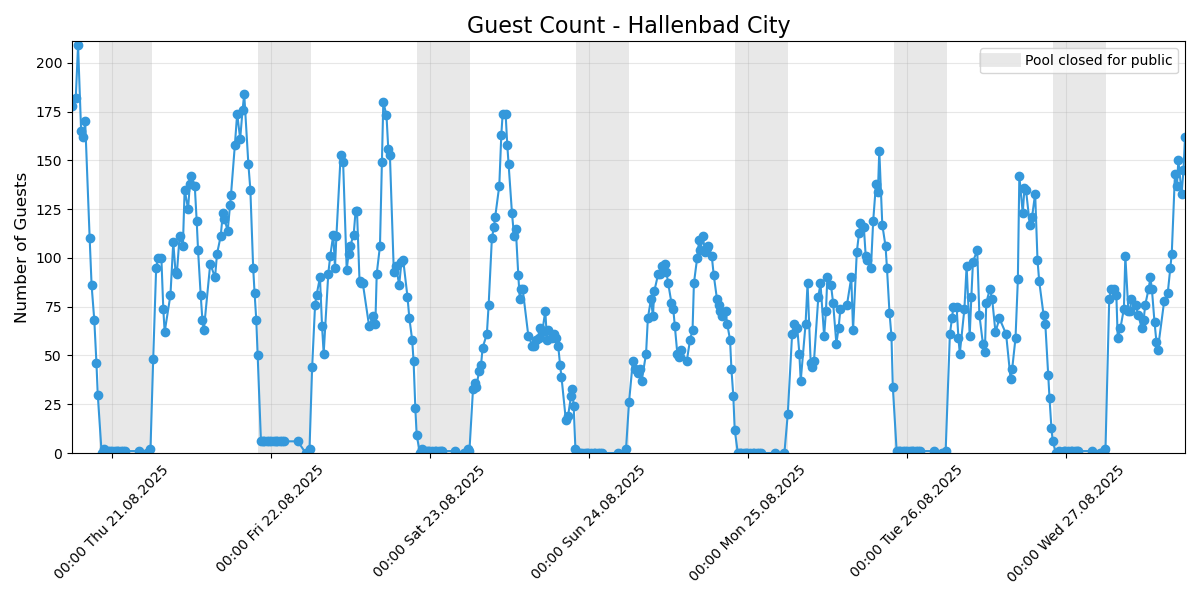 Guest Count - Hallenbad City
Pool closed for public
Number of Guests
200
175
150
125
100
75
50
25
0
00:00 Thu 21.08.2025
00:00 Fri 22.08.2025
00:00 Sat 23.08.2025
00:00 Sun 24.08.2025
00:00 Mon 25.08.2025
00:00 Tue 26.08.2025
00:00 Wed 27.08.2025